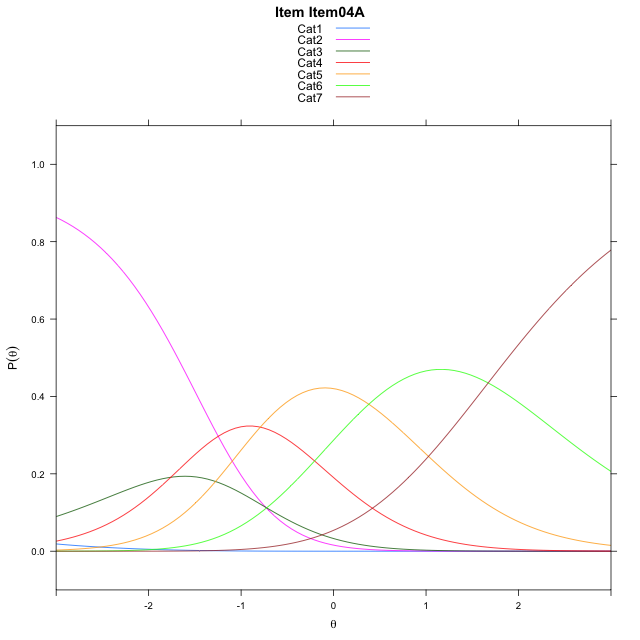 Item Item04A
Cat1
Cat2
Cat3
Cat4
Cat5
Cat6
Cat7
1.0
0.8
0.6
0.4
0.2
0.0
P(θ)
-2 -1 0 1 2
θ